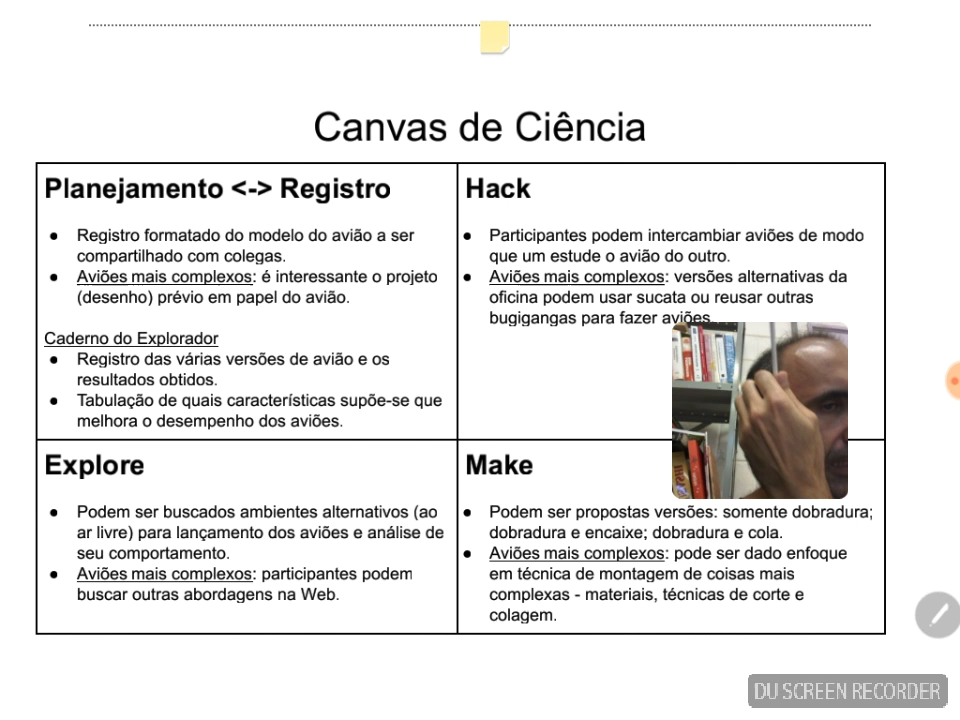 Canvas de Ciência
Planejamento <-> Registro
● Registro formatado do modelo do avião a ser
compartilhado com colegas.
● Aviões mais complexos: é interessante o projeto
(desenho) prévio em papel do avião.
Caderno do Explorador
● Registro das várias versões de avião e os
resultados obtidos.
● Tabulação de quais características supõe-se que
melhora o desempenho dos aviões.
Hack
● Participantes podem intercambiar aviões de modo
que um estude o avião do outro.
● Aviões mais complexos: versões alternativas da
oficina podem usar sucata ou reusar outras
bugigangas para fazer aviões
Explore
● Podem ser buscados ambientes alternativos (ao
ar livre) para lançamento dos aviões e análise de
seu comportamento.
● Aviões mais complexos: participantes podem
buscar outras abordagens na Web.
Make
● Podem ser propostas versões: somente dobradura;
dobradura e encaixe; dobradura e cola.
● Aviões mais complexos: pode ser dado enfoque
em técnica de montagem de coisas mais
complexas - materiais, técnicas de corte e
colagem.
DU SCREEN RECORDER